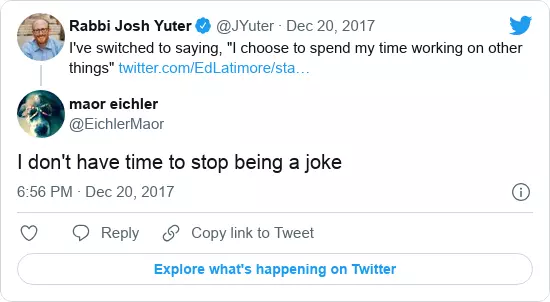 Rabbi Josh Yuter @JYuter · Dec 20, 2017
I've switched to saying, "I choose to spend my time working on other
things" twitter.com/EdLatimore/sta…
maor eichler
@EichlerMaor
I don't have time to stop being a joke
6:56 PM · Dec 20, 2017
Reply Copy link to Tweet
Explore what's happening on Twitter